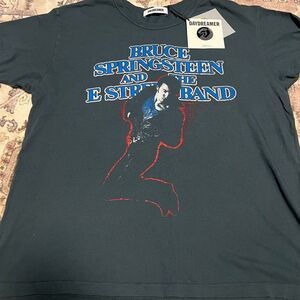 DAYDREAMER
BRUCE
SPRINGSTEEN
AND THE
E STREET BAND